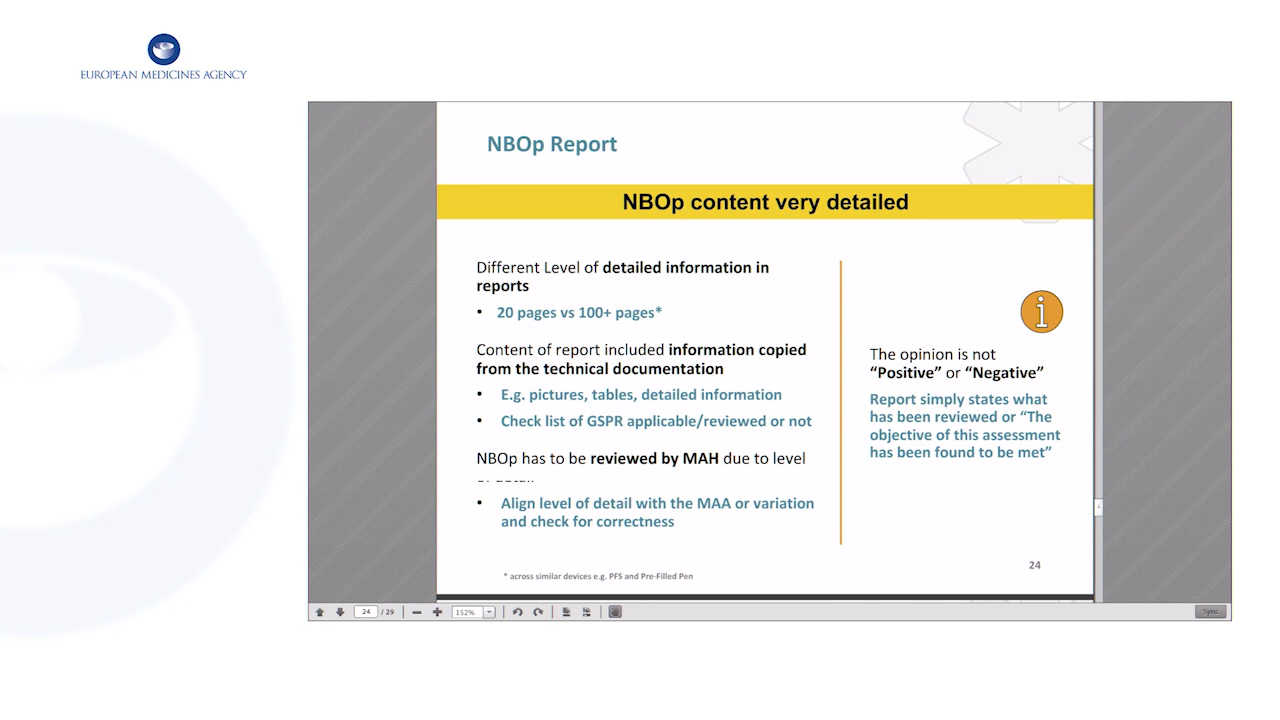 EUROPEAN MEDICINES AGENCY
NBOp Report
NBOp content very detailed
Different Level of detailed information in
reports
• 20 pages vs 100+ pages*
Content of report included information copied
from the technical documentation
• E.g. pictures, tables, detailed information
• Check list of GSPR applicable/reviewed or not
NBOp has to be reviewed by MAH due to level
• Align level of detail with the MAA or variation
and check for correctness
* across similar devices e.g. PFS and Pre-Filled Pen
i
The opinion is not
“Positive” or “Negative”
Report simply states what
has been reviewed or “The
objective of this assessment
has been found to be met”
24
24 / 29
152%
Sync